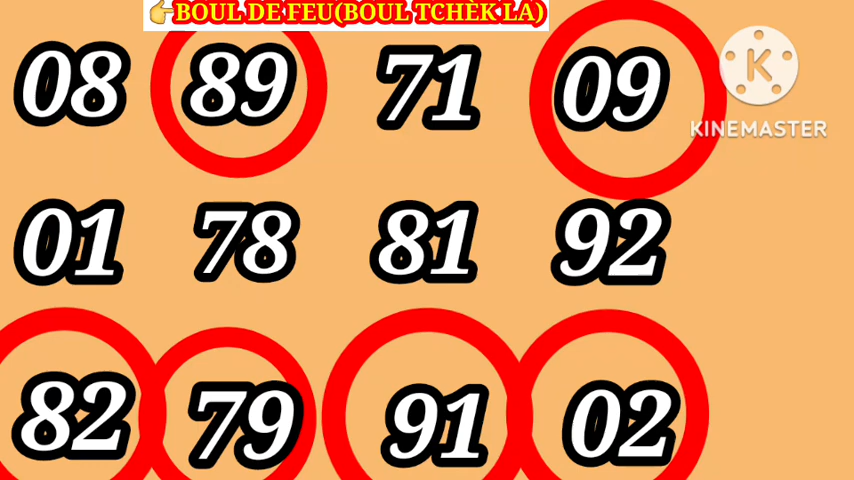 👉BOUL DE FEU(BOUL TCHÈK LA)
08 89 71 09
K
KINEMASTER
01 78 81 92
82 79 91 02